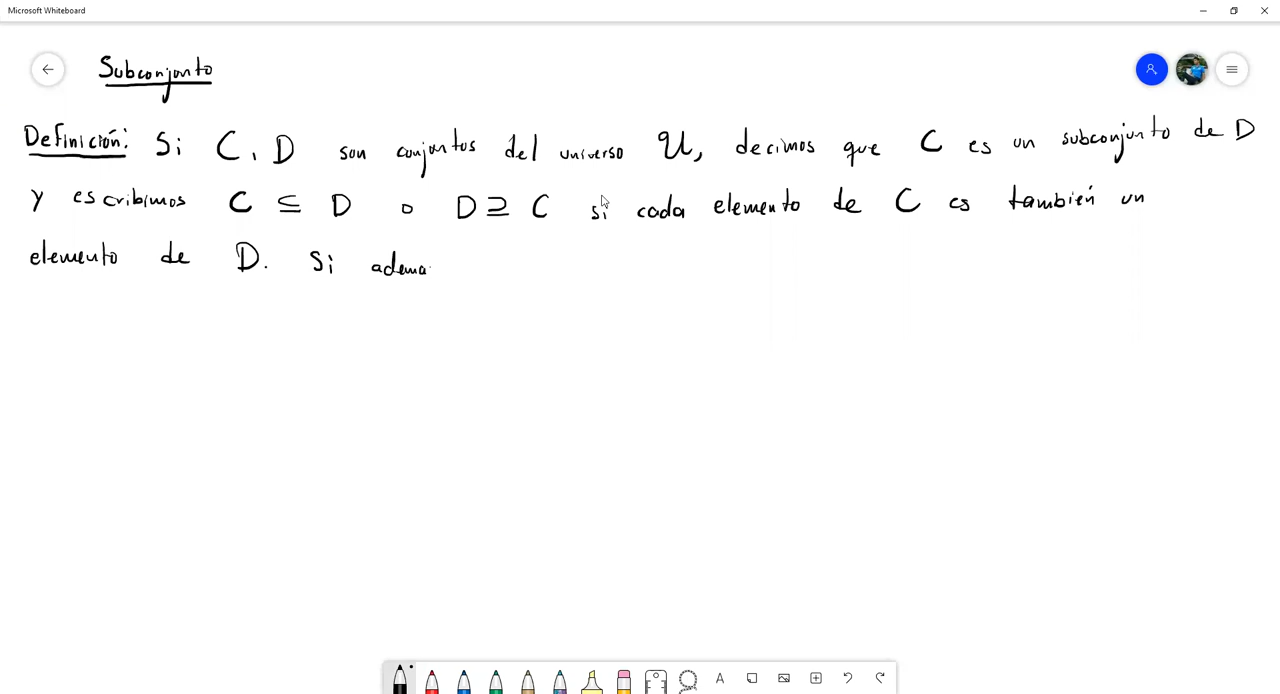 Microsoft Whiteboard
Subconjunto
Definición: Si C, D son conjuntos del universo U, decimos que C es un subconjunto de D
y escribimos C ⊆ D o D ⊇ C si cada elemento de C es también un
elemento de D. Si adema
A